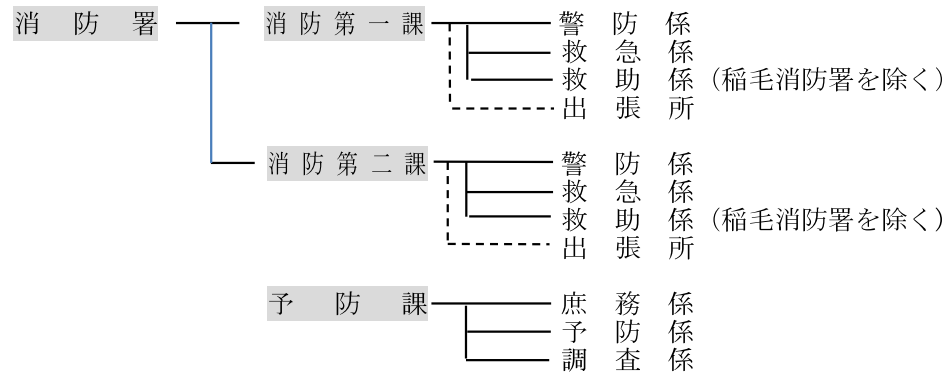 消防署 消防第一課 警防係
救急係
救助係（稲毛消防署を除く）
出張所
消防第二課 警防係
救急係
救助係（稲毛消防署を除く）
出張所
予防課 庶務係
予防係
調査係